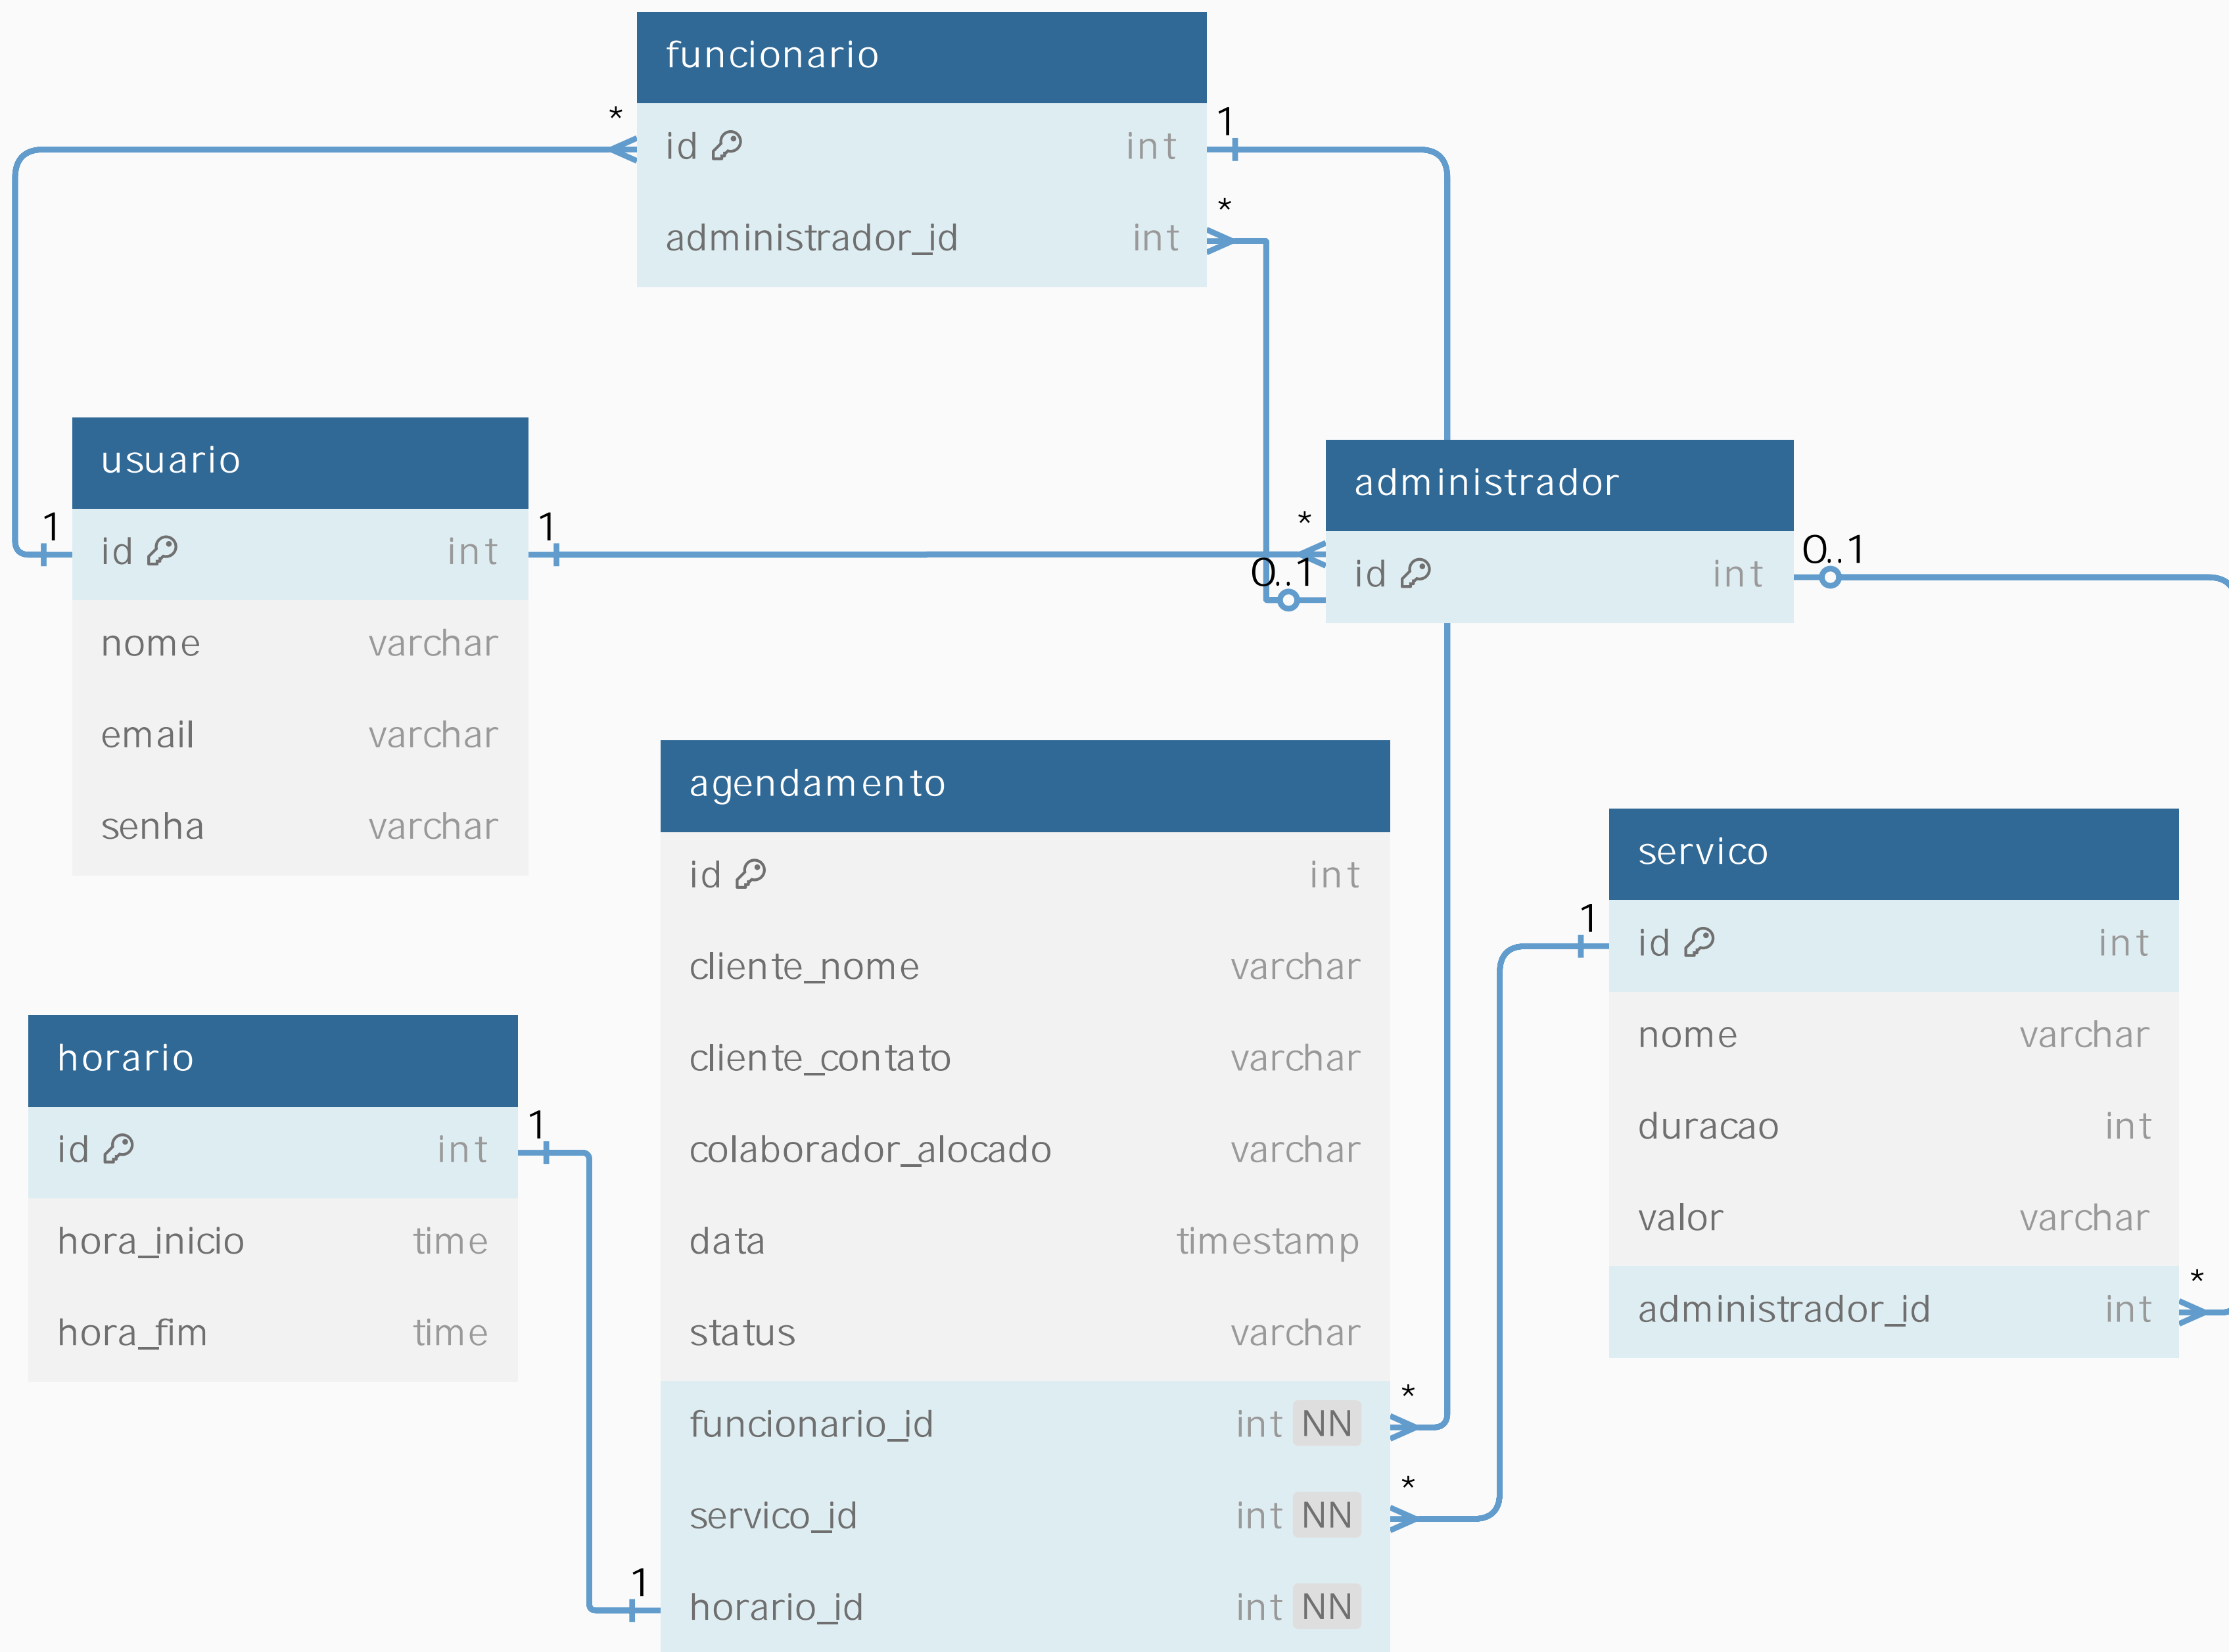 funcionario
*
1
id int
*
administrador_id int
usuario
1
1
id int
nome varchar
email varchar
senha varchar
administrador
*
0..1
0..1
id int
agendamento
id int
cliente_nome varchar
cliente_contato varchar
colaborador_alocado varchar
data timestamp
status varchar
*
funcionario_id int NN
*
servico_id int NN
1
horario_id int NN
servico
1
id int
nome varchar
duracao int
valor varchar
*
administrador_id int
horario
1
id int
hora_inicio time
hora_fim time